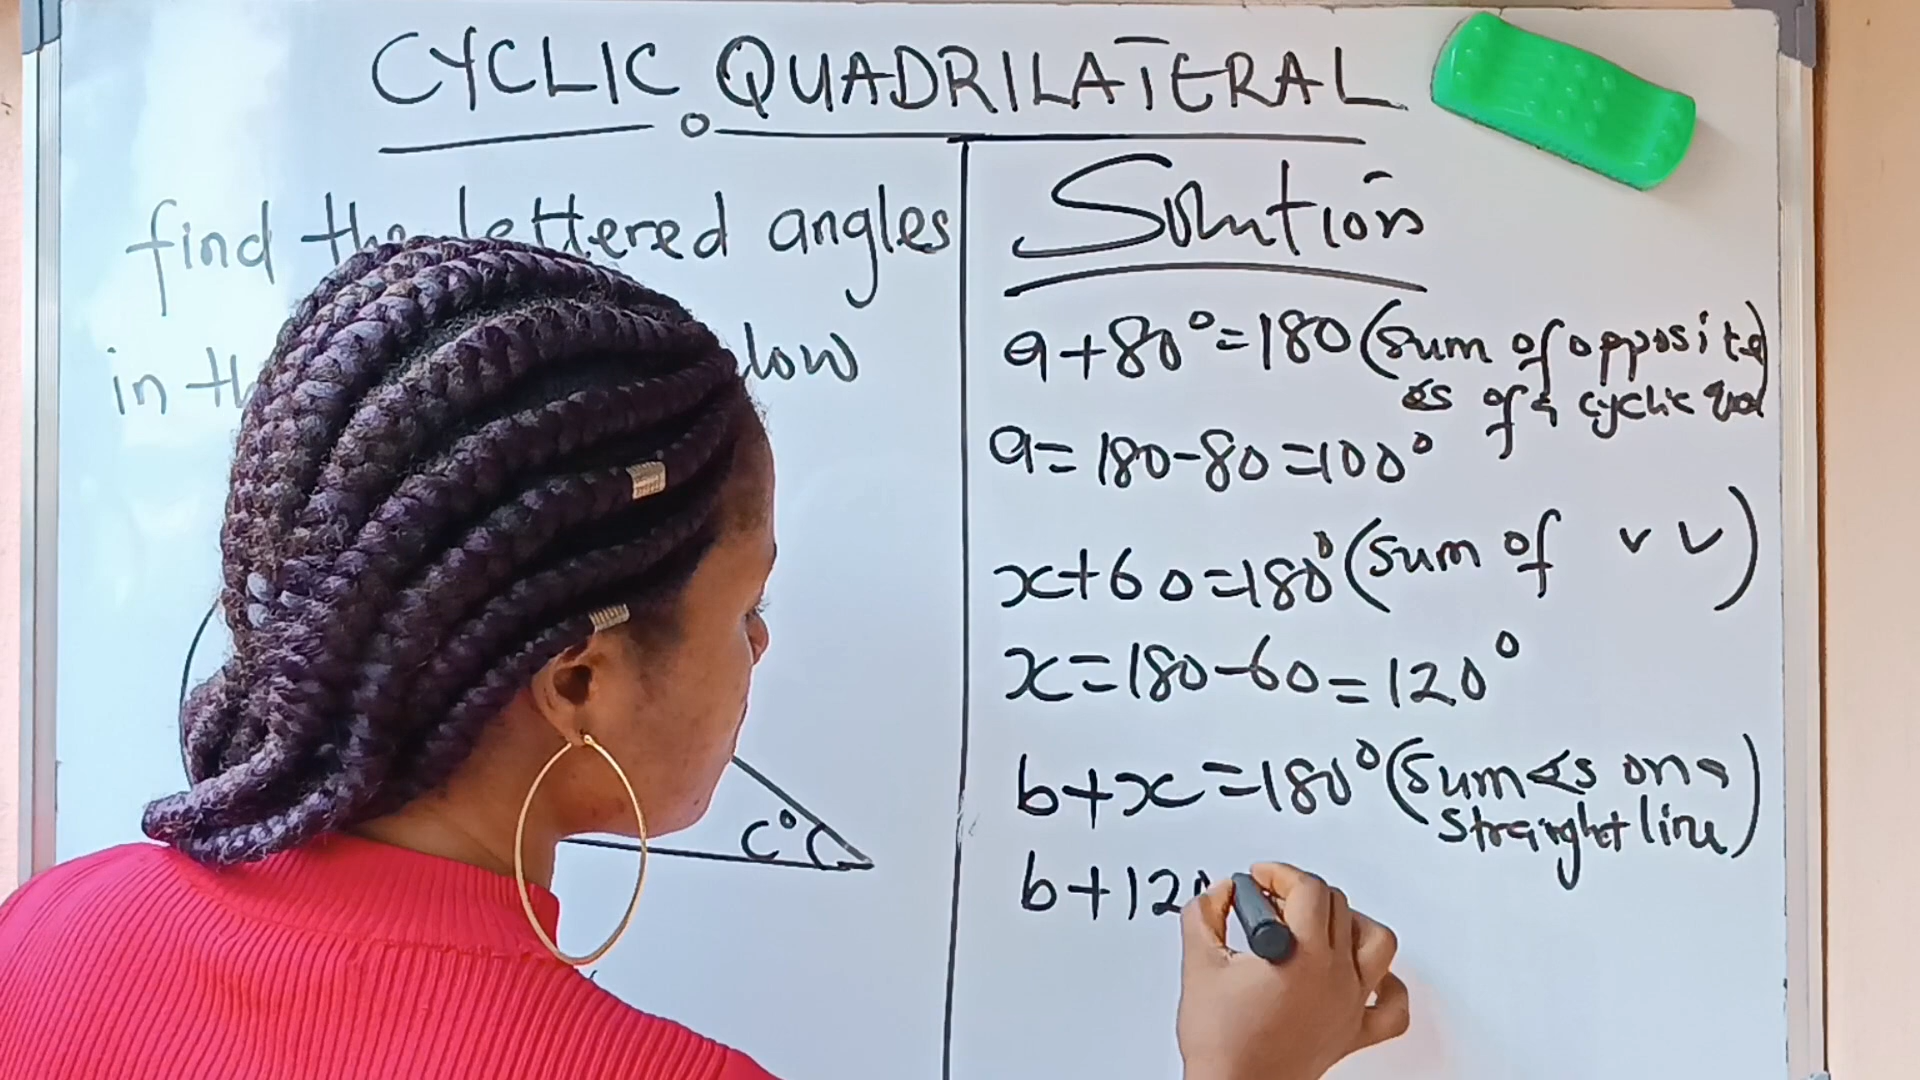 CYCLIC QUADRILATERAL
find the lettered angles
in th low
C°
Solution
a+80°=180 (sum of opposite
∡s of a cyclic quad)
a=180-80=100°
x+60=180° (sum of v v)
x=180-60=120°
b+x=180° (sum ∡s on a
straight line)
b+120